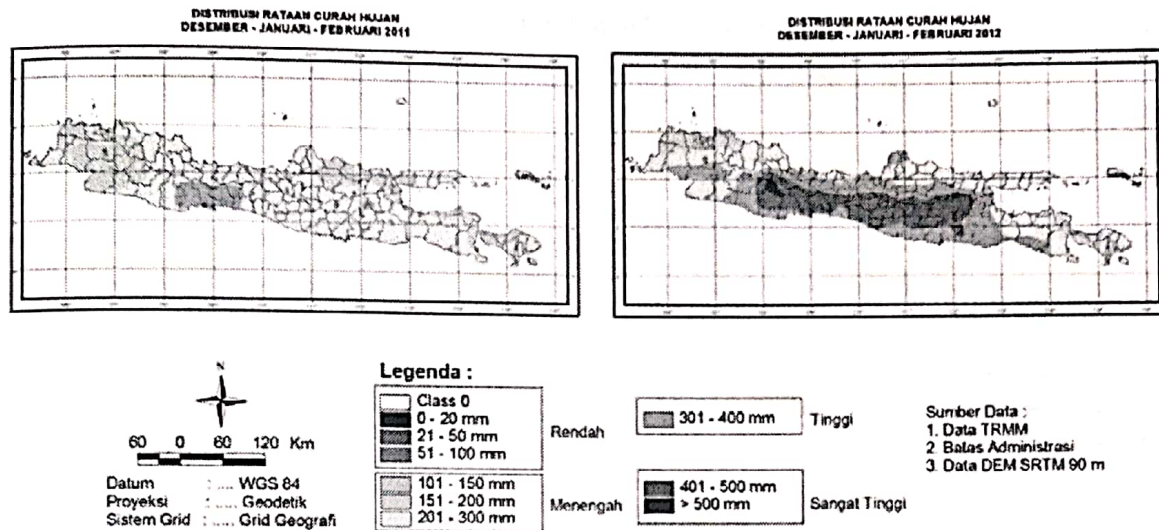 DISTRIBUSI RATAAN CURAH HUJAN
DESEMBER - JANUARI - FEBRUARI 2011
DISTRIBUSI RATAAN CURAH HUJAN
DESEMBER - JANUARI - FEBRUARI 2012
N
60 0 60 120 Km
Datum : .... WGS 84
Proyeksi : .... Geodetik
Sistem Grid : .... Grid Geografi
Legenda :
Class 0
0 - 20 mm
21 - 50 mm
51 - 100 mm
Rendah
101 - 150 mm
151 - 200 mm
201 - 300 mm
Menengah
301 - 400 mm
Tinggi
401 - 500 mm
> 500 mm
Sangat Tinggi
Sumber Data :
1. Data TRMM
2. Batas Administrasi
3. Data DEM SRTM 90 m